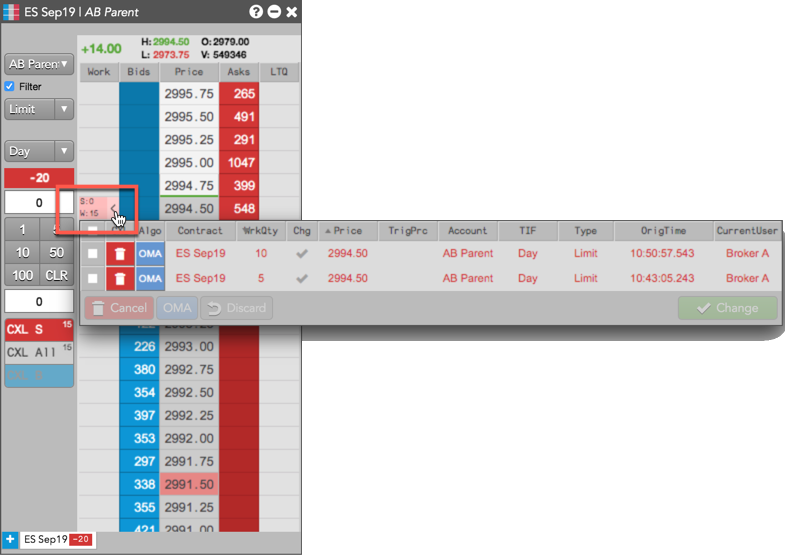 ES Sep19 | AB Parent
+14.00 H: 2994.50 O: 2979.00
L: 2973.75 V: 549346
AB Paren
Work Bids Price Asks LTQ
Filter
2995.75 265
Limit
2995.50 491
2995.25 291
Day
2995.00 1047
-20
2994.75 399
0
S:0
W:15
2994.50 548
1
10 50
100 CLR
0
Algo Contract WrkQty Chg Price TrigPrc Account TIF Type OrigTime CurrentUser
OMA ES Sep19 10 2994.50 AB Parent Day Limit 10:50:57.543 Broker A
OMA ES Sep19 5 2994.50 AB Parent Day Limit 10:43:05.243 Broker A
Cancel OMA Discard Change
CXL S 15
CXL All 15
226 2993.00
380 2992.75
354 2992.50
397 2992.25
353 2992.00
297 2991.75
338 2991.50
355 2991.25
421 2991.00
ES Sep19 -20